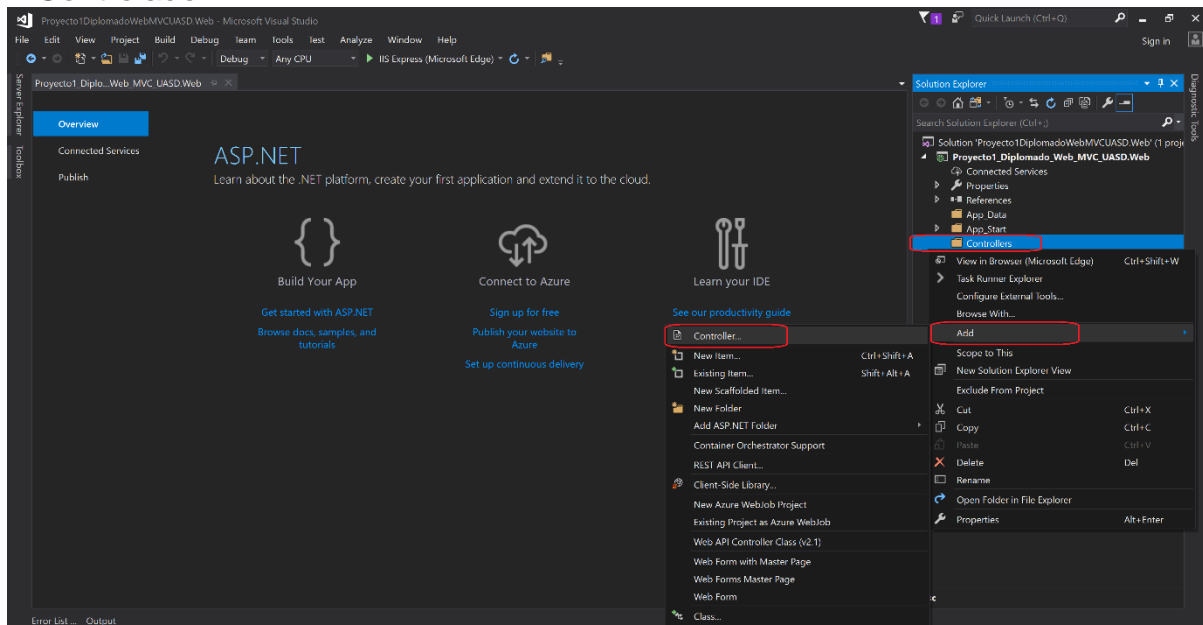 Proyecto1DiplomadoWebMVCUASD.Web - Microsoft Visual Studio
1
Quick Launch (Ctrl+Q)
File Edit View Project Build Debug Team Tools Test Analyze Window Help
Sign in
Debug Any CPU IIS Express (Microsoft Edge)
Server Explorer
Toolbox
Proyecto1_Diplo...Web_MVC_UASD.Web
Overview
Connected Services
Publish
ASP.NET
Learn about the .NET platform, create your first application and extend it to the cloud.
Build Your App
Get started with ASP.NET
Browse docs, samples, and
tutorials
Connect to Azure
Sign up for free
Publish your website to
Azure
Set up continuous delivery
Learn your IDE
See our productivity guide
Solution Explorer
Diagnostic Tools
Search Solution Explorer (Ctrl+;)
Solution 'Proyecto1DiplomadoWebMVCUASD.Web' (1 proje
Proyecto1_Diplomado_Web_MVC_UASD.Web
Connected Services
Properties
References
App_Data
App_Start
Controllers
View in Browser (Microsoft Edge) Ctrl+Shift+W
Task Runner Explorer
Configure External Tools...
Browse With...
Add
Scope to This
New Solution Explorer View
Exclude From Project
Cut Ctrl+X
Copy Ctrl+C
Paste Ctrl+V
Delete Del
Rename
Open Folder in File Explorer
Properties Alt+Enter
Controller...
New Item... Ctrl+Shift+A
Existing Item... Shift+Alt+A
New Scaffolded Item...
New Folder
Add ASP.NET Folder
Container Orchestrator Support
REST API Client...
Client-Side Library...
New Azure WebJob Project
Existing Project as Azure WebJob
Web API Controller Class (v2.1)
Web Form with Master Page
Web Forms Master Page
Web Form
Class...
Error List ... Output